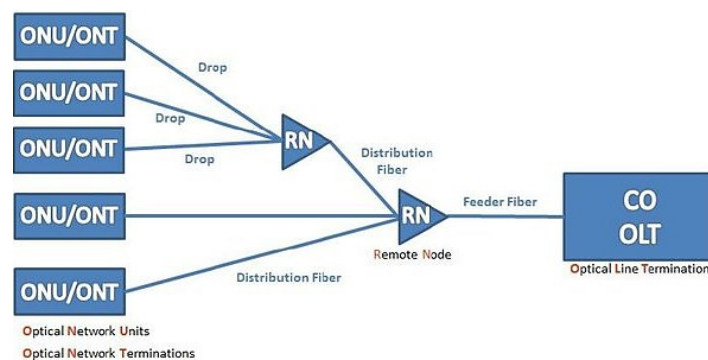 ONU/ONT
Drop
ONU/ONT
Drop
ONU/ONT
Drop
RN
Distribution
Fiber
ONU/ONT
RN
Feeder Fiber
CO
OLT
Remote Node
Optical Line Termination
Distribution Fiber
ONU/ONT
Optical Network Units
Optical Network Terminations